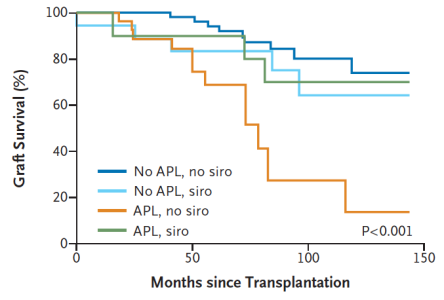 Graft Survival (%)
100
80
60
40
20
0
No APL, no siro
No APL, siro
APL, no siro
APL, siro
P<0.001
0
50
100
150
Months since Transplantation